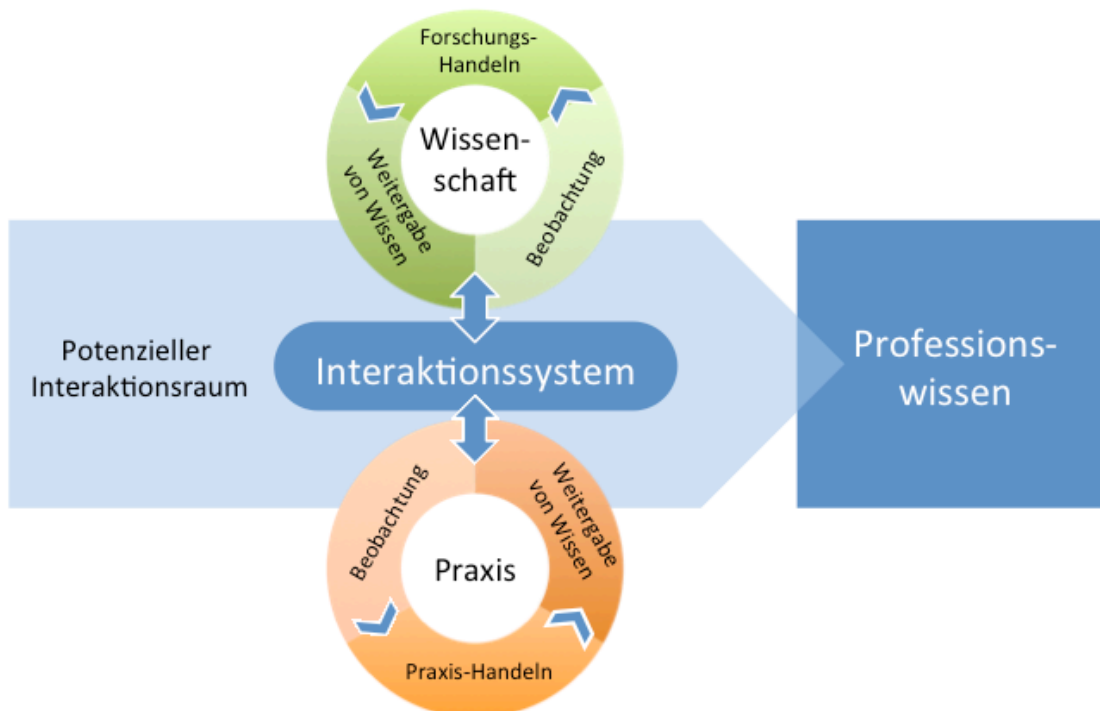 Forschungs-
Handeln
Wissen-
schaft
Weitergabe
von Wissen
Beobachtung
Potenzieller
Interaktionsraum
Interaktionssystem
Professions-
wissen
Beobachtung
Weitergabe
von Wissen
Praxis
Praxis-Handeln